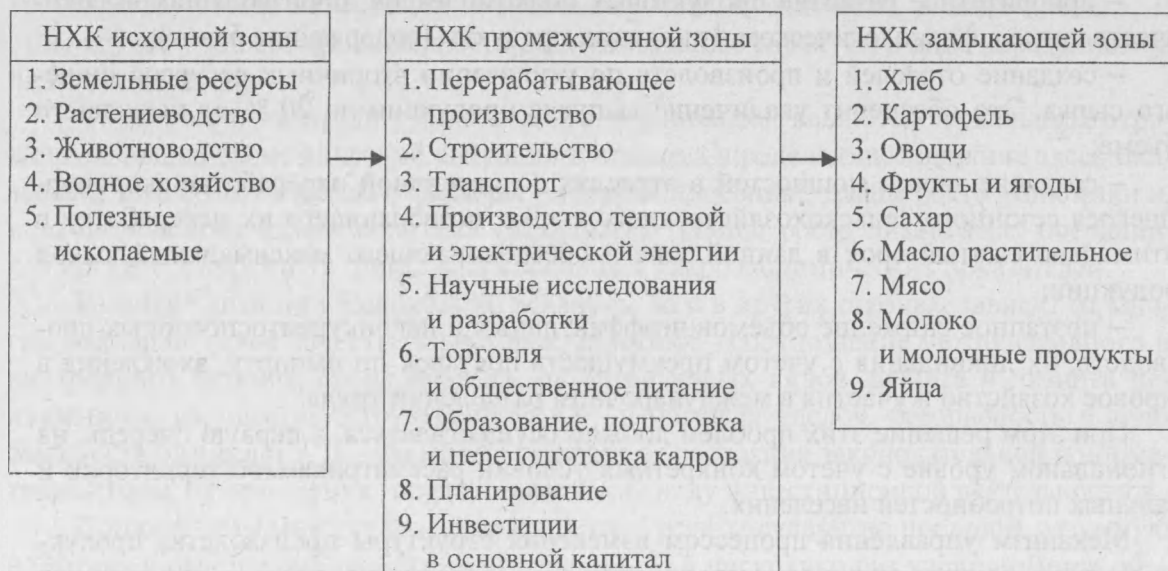 НХК исходной зоны
1. Земельные ресурсы
2. Растениеводство
3. Животноводство
4. Водное хозяйство
5. Полезные
ископаемые
НХК промежуточной зоны
1. Перерабатывающее
производство
2. Строительство
3. Транспорт
4. Производство тепловой
и электрической энергии
5. Научные исследования
и разработки
6. Торговля
и общественное питание
7. Образование, подготовка
и переподготовка кадров
8. Планирование
9. Инвестиции
в основной капитал
НХК замыкающей зоны
1. Хлеб
2. Картофель
3. Овощи
4. Фрукты и ягоды
5. Сахар
6. Масло растительное
7. Мясо
8. Молоко
и молочные продукты
9. Яйца